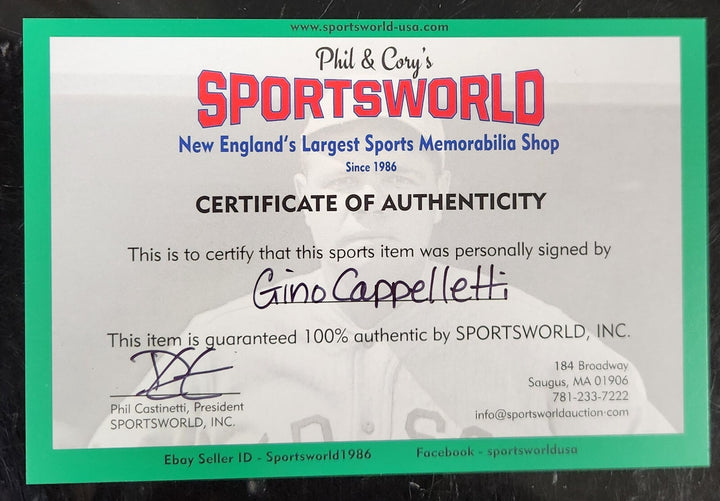 www.sportsworld-usa.com
Phil & Cory's
SPORTSWORLD
New England's Largest Sports Memorabilia Shop
Since 1986
CERTIFICATE OF AUTHENTICITY
This is to certify that this sports item was personally signed by
Gino Cappelletti
This item is guaranteed 100% authentic by SPORTSWORLD, INC.
Phil Castinetti, President
SPORTSWORLD, INC.
184 Broadway
Saugus, MA 01906
781-233-7222
info@sportsworldauction.com
Ebay Seller ID - Sportsworld1986
Facebook - sportsworldusa